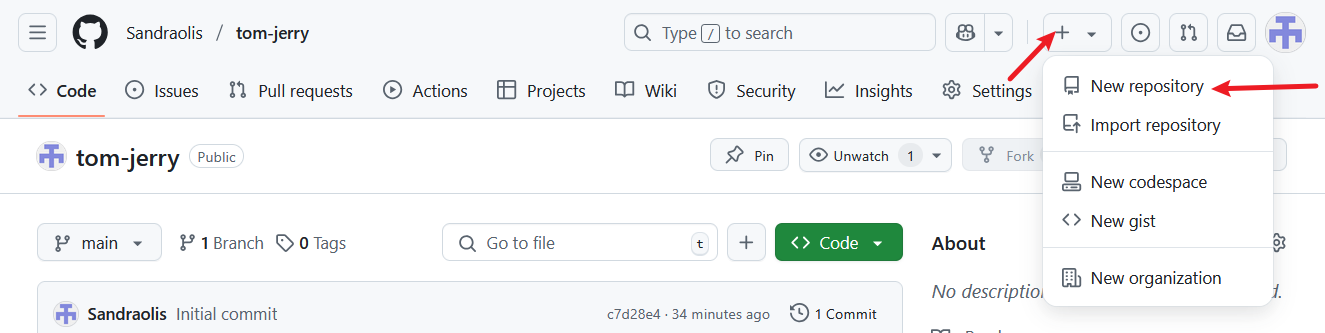 Sandraolis / tom-jerry
Type / to search
Code
Issues
Pull requests
Actions
Projects
Wiki
Security
Insights
Settings
New repository
Import repository
New codespace
New gist
New organization
tom-jerry Public
Pin
Unwatch 1
Fork
main
1 Branch
0 Tags
Go to file t
Code
About
No description
d.
Sandraolis Initial commit
c7d28e4 · 34 minutes ago
1 Commit